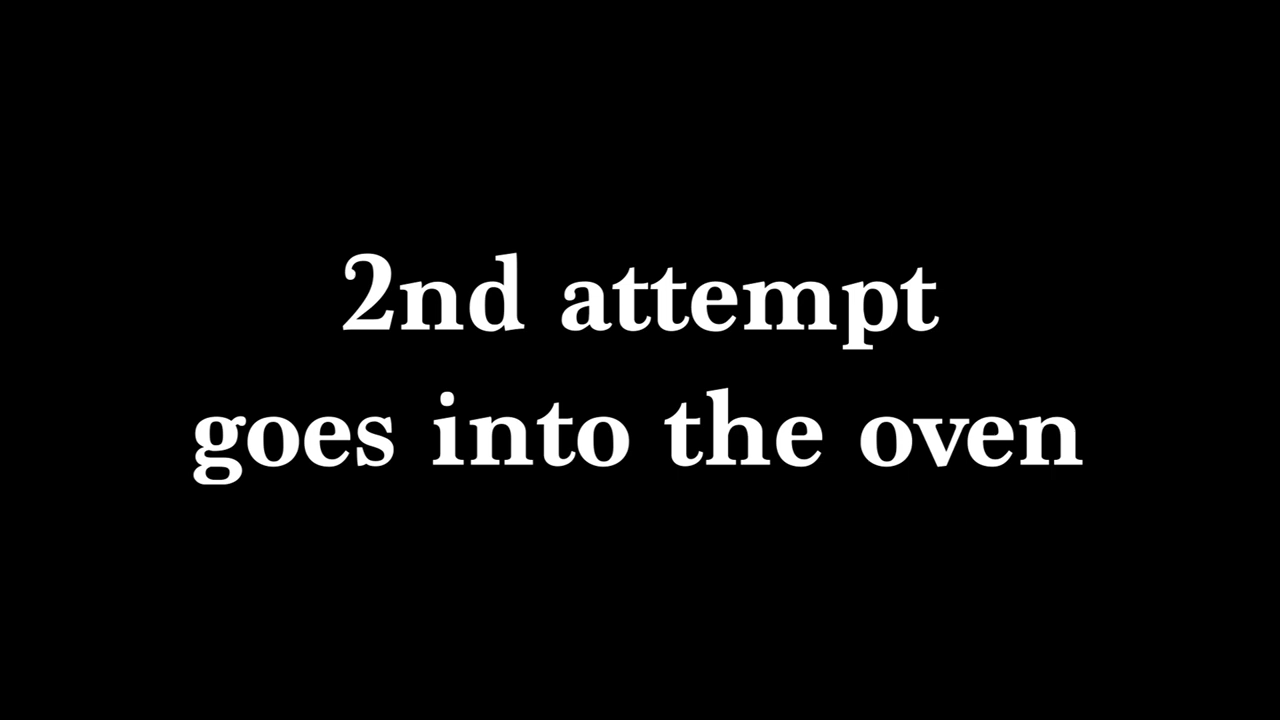 2nd attempt
goes into the oven